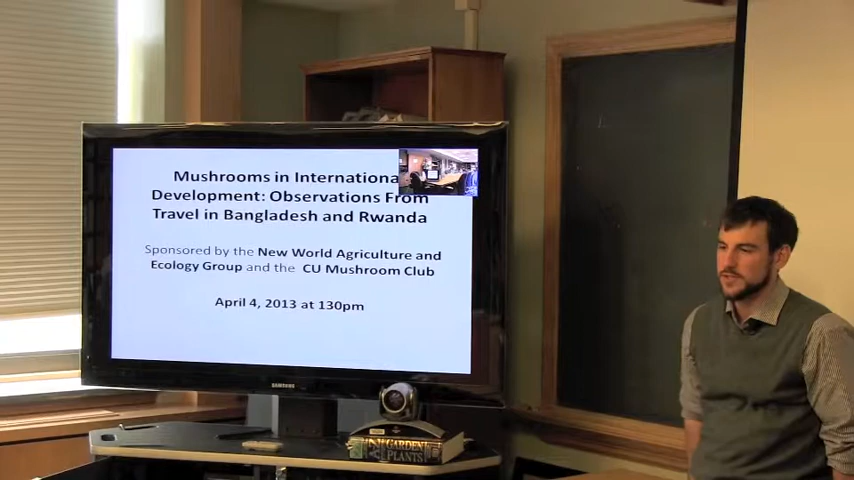 Mushrooms in Internationa
Development: Observations From
Travel in Bangladesh and Rwanda
Sponsored by the New World Agriculture and
Ecology Group and the CU Mushroom Club
April 4, 2013 at 130pm
SAMSUNG
GARDEN
PLANTS